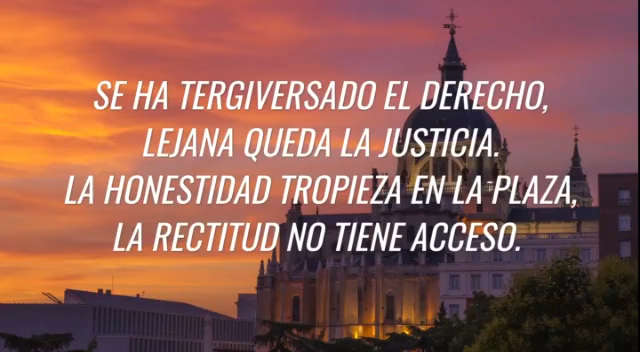 SE HA TERGIVERSADO EL DERECHO,
LEJANA QUEDA LA JUSTICIA.
LA HONESTIDAD TROPIEZA EN LA PLAZA,
LA RECTITUD NO TIENE ACCESO.